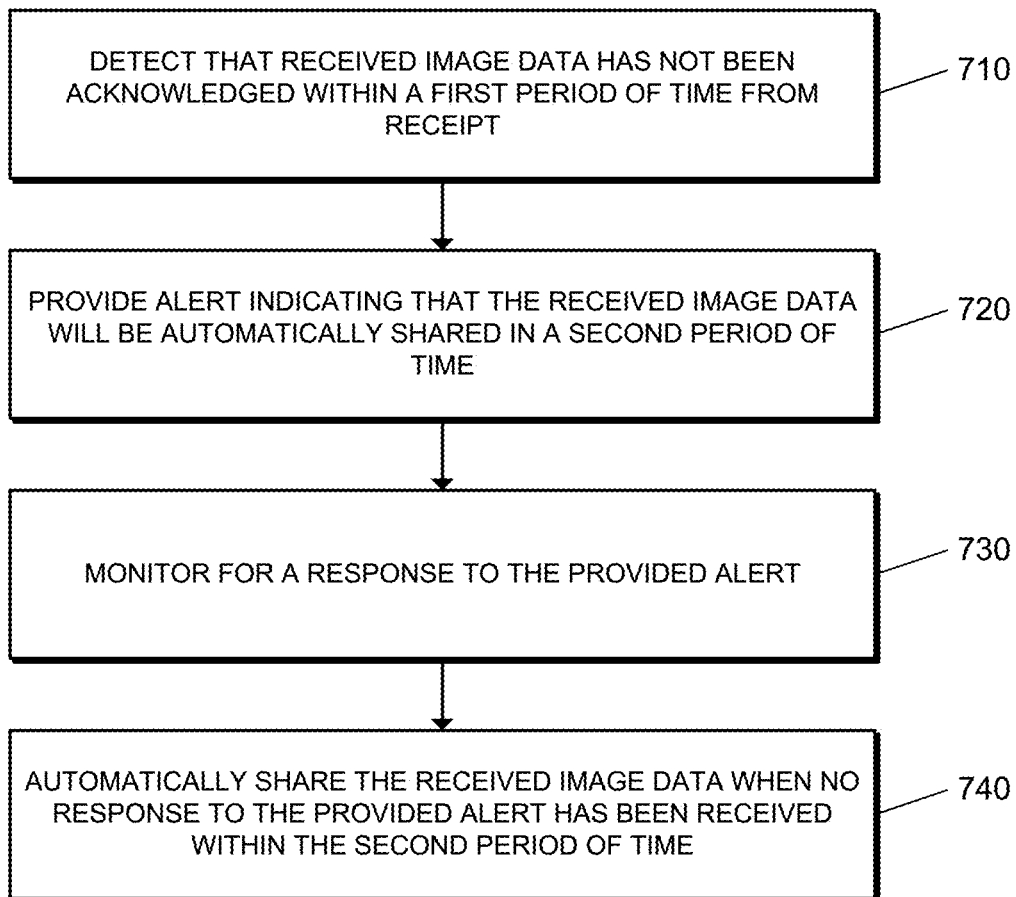 DETECT THAT RECEIVED IMAGE DATA HAS NOT BEEN
ACKNOWLEDGED WITHIN A FIRST PERIOD OF TIME FROM
RECEIPT
710
PROVIDE ALERT INDICATING THAT THE RECEIVED IMAGE DATA
WILL BE AUTOMATICALLY SHARED IN A SECOND PERIOD OF
TIME
720
MONITOR FOR A RESPONSE TO THE PROVIDED ALERT
730
AUTOMATICALLY SHARE THE RECEIVED IMAGE DATA WHEN NO
RESPONSE TO THE PROVIDED ALERT HAS BEEN RECEIVED
WITHIN THE SECOND PERIOD OF TIME
740